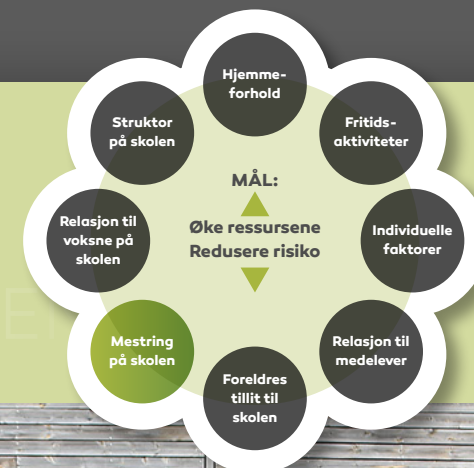 Hjemme-
forhold
Fritids-
aktiviteter
Individuelle
faktorer
Relasjon til
medelever
Foreldres
tillit til
skolen
Mestring
på skolen
Relasjon til
voksne på
skolen
Struktor
på skolen
MÅL:
Øke ressursene
Redusere risiko